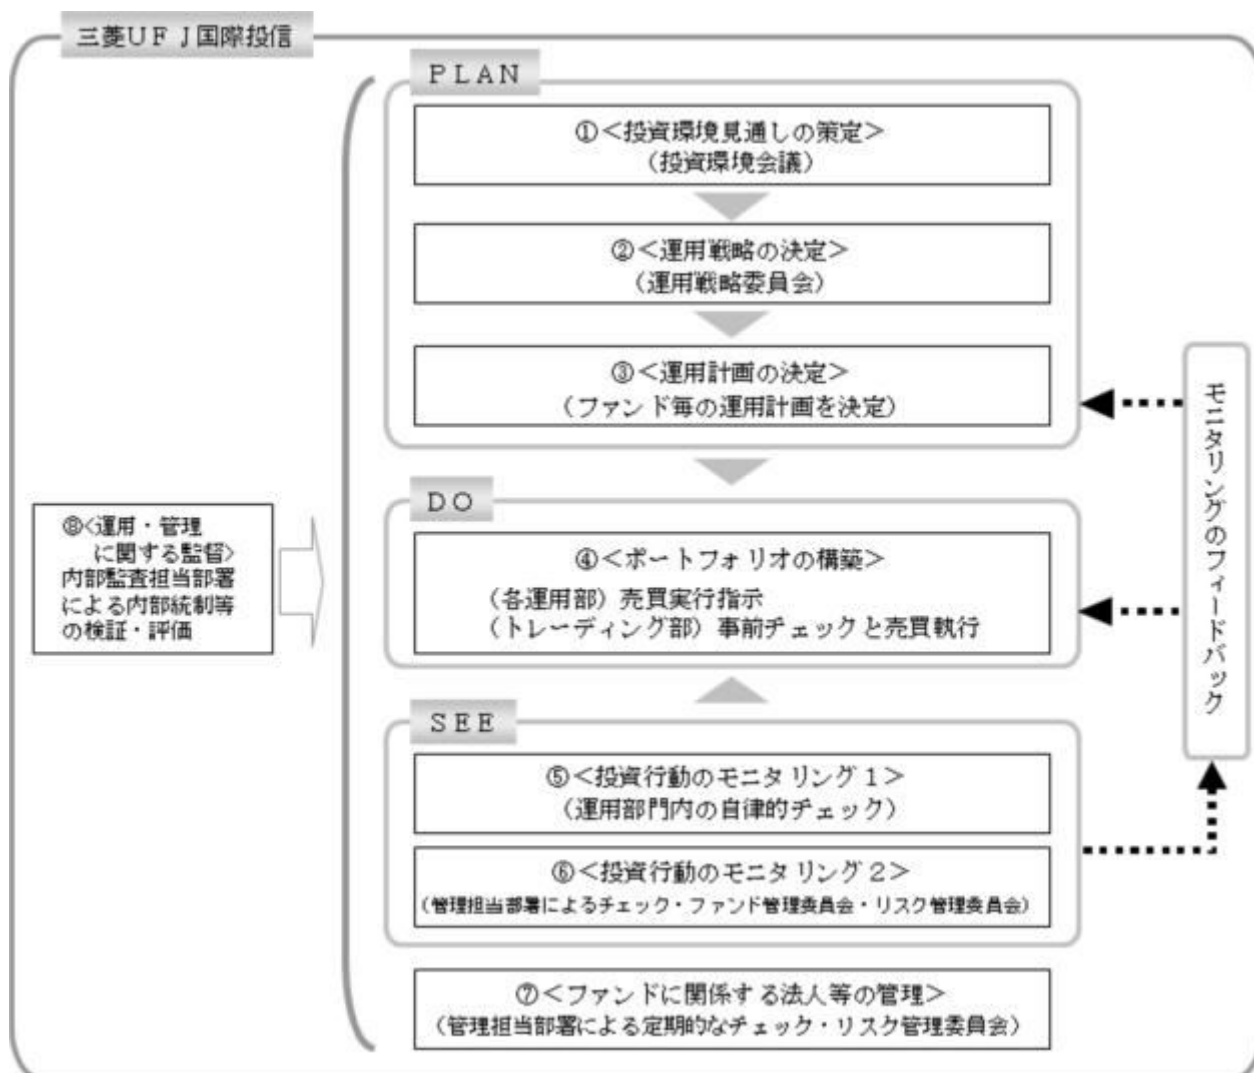 三菱ＵＦＪ国際投信
ＰＬＡＮ
①＜投資環境見通しの策定＞
（投資環境会議）
②＜運用戦略の決定＞
（運用戦略委員会）
③＜運用計画の決定＞
（ファンド毎の運用計画を決定）
ＤＯ
④＜ポートフォリオの構築＞
（各運用部）売買実行指示
（トレーディング部）事前チェックと売買執行
ＳＥＥ
⑤＜投資行動のモニタリング１＞
（運用部門内の自律的チェック）
⑥＜投資行動のモニタリング２＞
（管理担当部署によるチェック・ファンド管理委員会・リスク管理委員会）
⑦＜ファンドに関係する法人等の管理＞
（管理担当部署による定期的なチェック・リスク管理委員会）
⑧＜運用・管理
に関する監督＞
内部監査担当部署
による内部統制等
の検証・評価
モニタリングのフィードバック